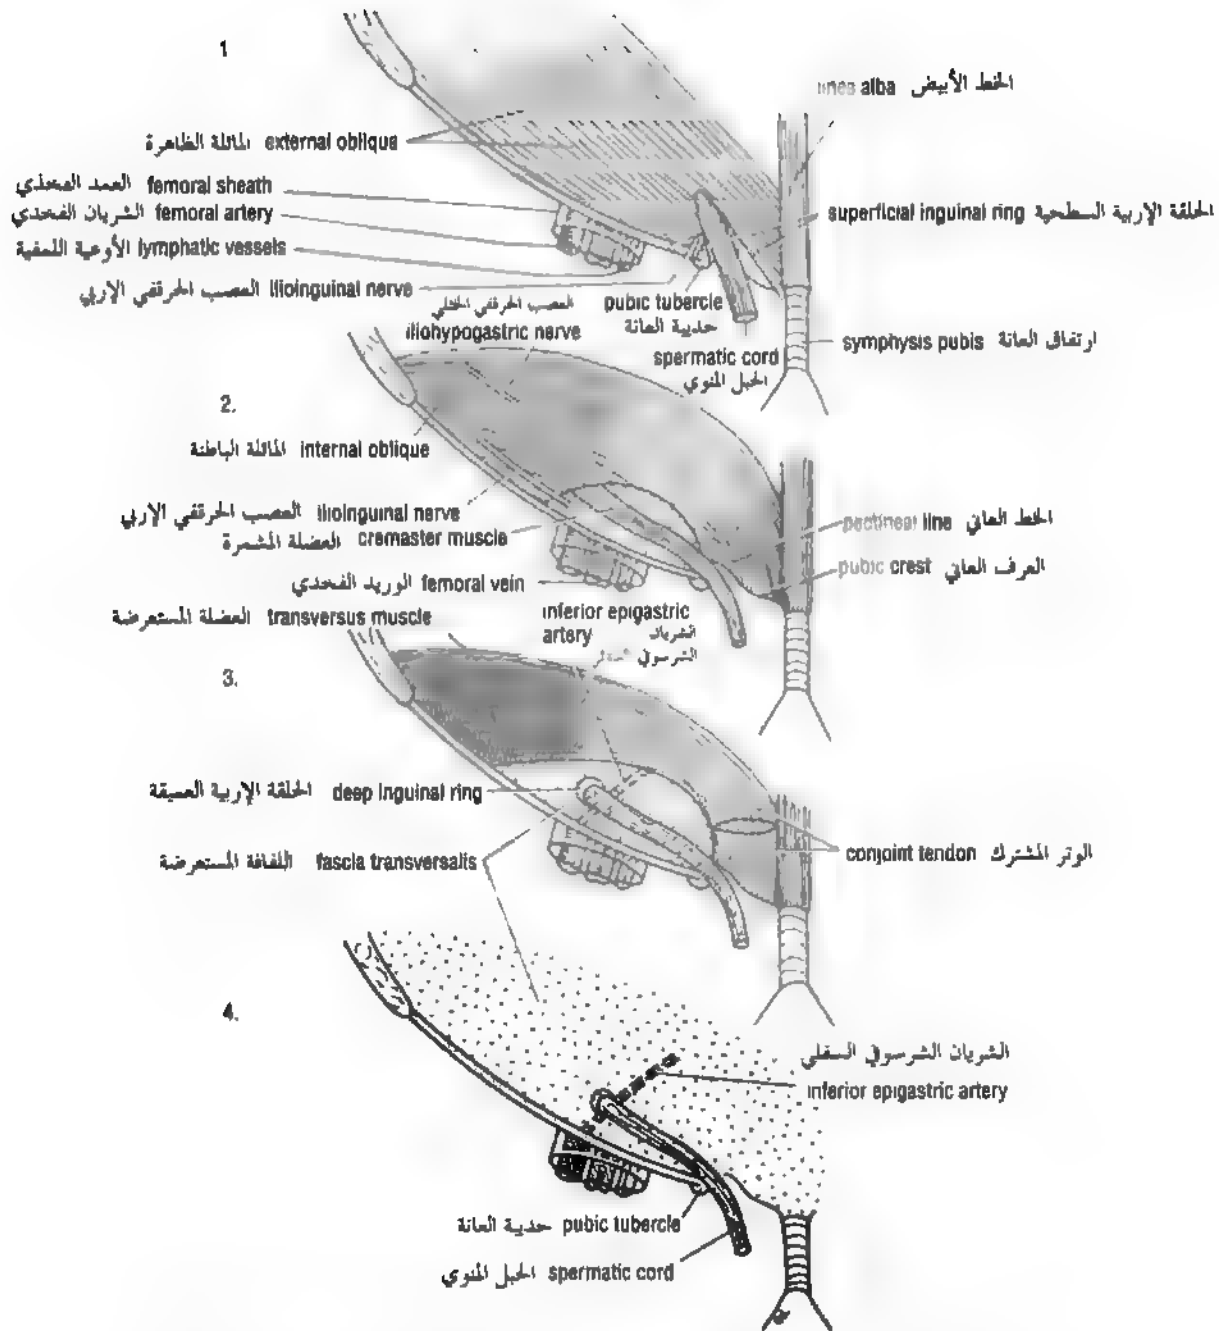 1
الخط الأبيض linea alba
المائلة الظاهرة external oblique
الغمد الفخذي femoral sheath
الشريان الفخدي femoral artery
الحلقة الإربية السطحية superficial inguinal ring
الأوعية اللمفية lymphatic vessels
العصب الحرقفي الإربي ilioinguinal nerve
العصب الحرقفي الخثلي
iliohypogastric nerve
pubic tubercle
حدبة العانة
symphysis pubis ارتفاق العانة
spermatic cord
الحبل المنوي
2.
المائلة الباطنة internal oblique
العصب الحرقفي الإربي ilioinguinal nerve
العضلة المشمرة cremaster muscle
pectineal line الخط العاني
pubic crest العرف العاني
الوريد الفخدي femoral vein
العضلة المستعرضة transversus muscle
inferior epigastric
artery الشريان
الشرسوفي السفلي
3.
الحلقة الإربية العميقة deep inguinal ring
اللفافة المستعرضة fascia transversalis
conjoint tendon الوتر المشترك
4.
الشريان الشرسوفي السفلي
inferior epigastric artery
حدبة العانة pubic tubercle
الحبل المنوي spermatic cord